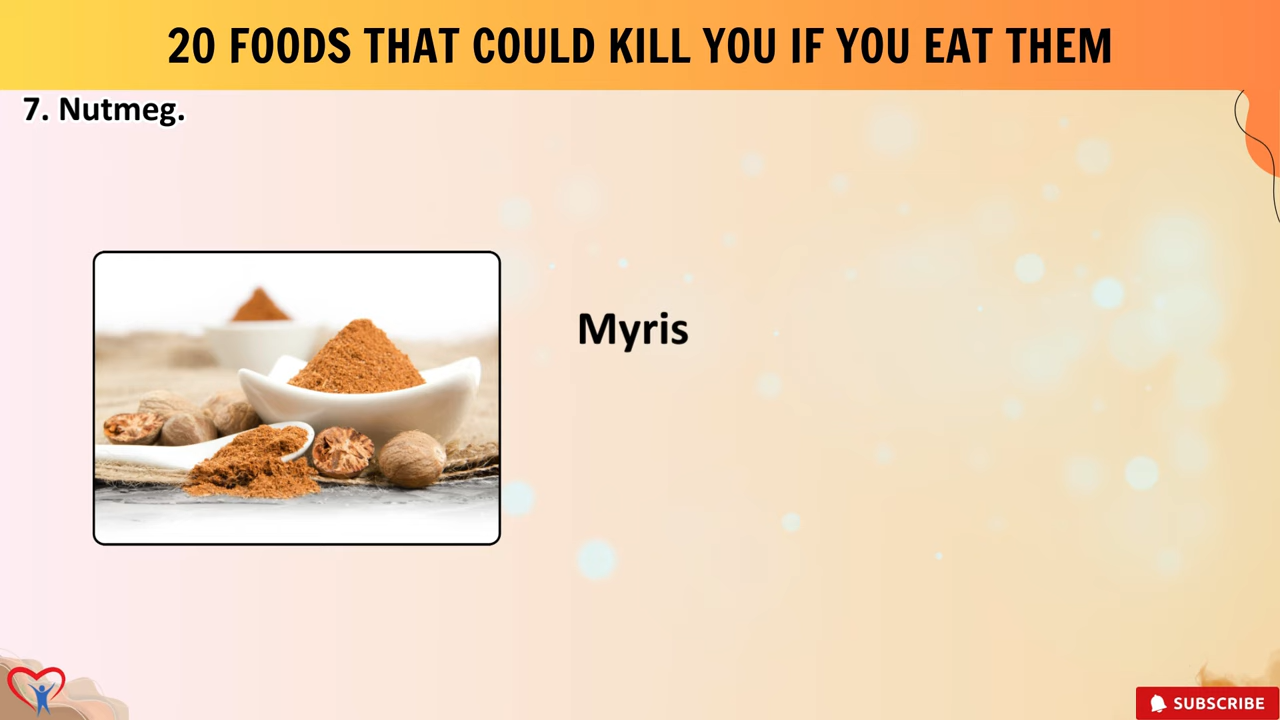 20 FOODS THAT COULD KILL YOU IF YOU EAT THEM
7. Nutmeg.
Myris
SUBSCRIBE